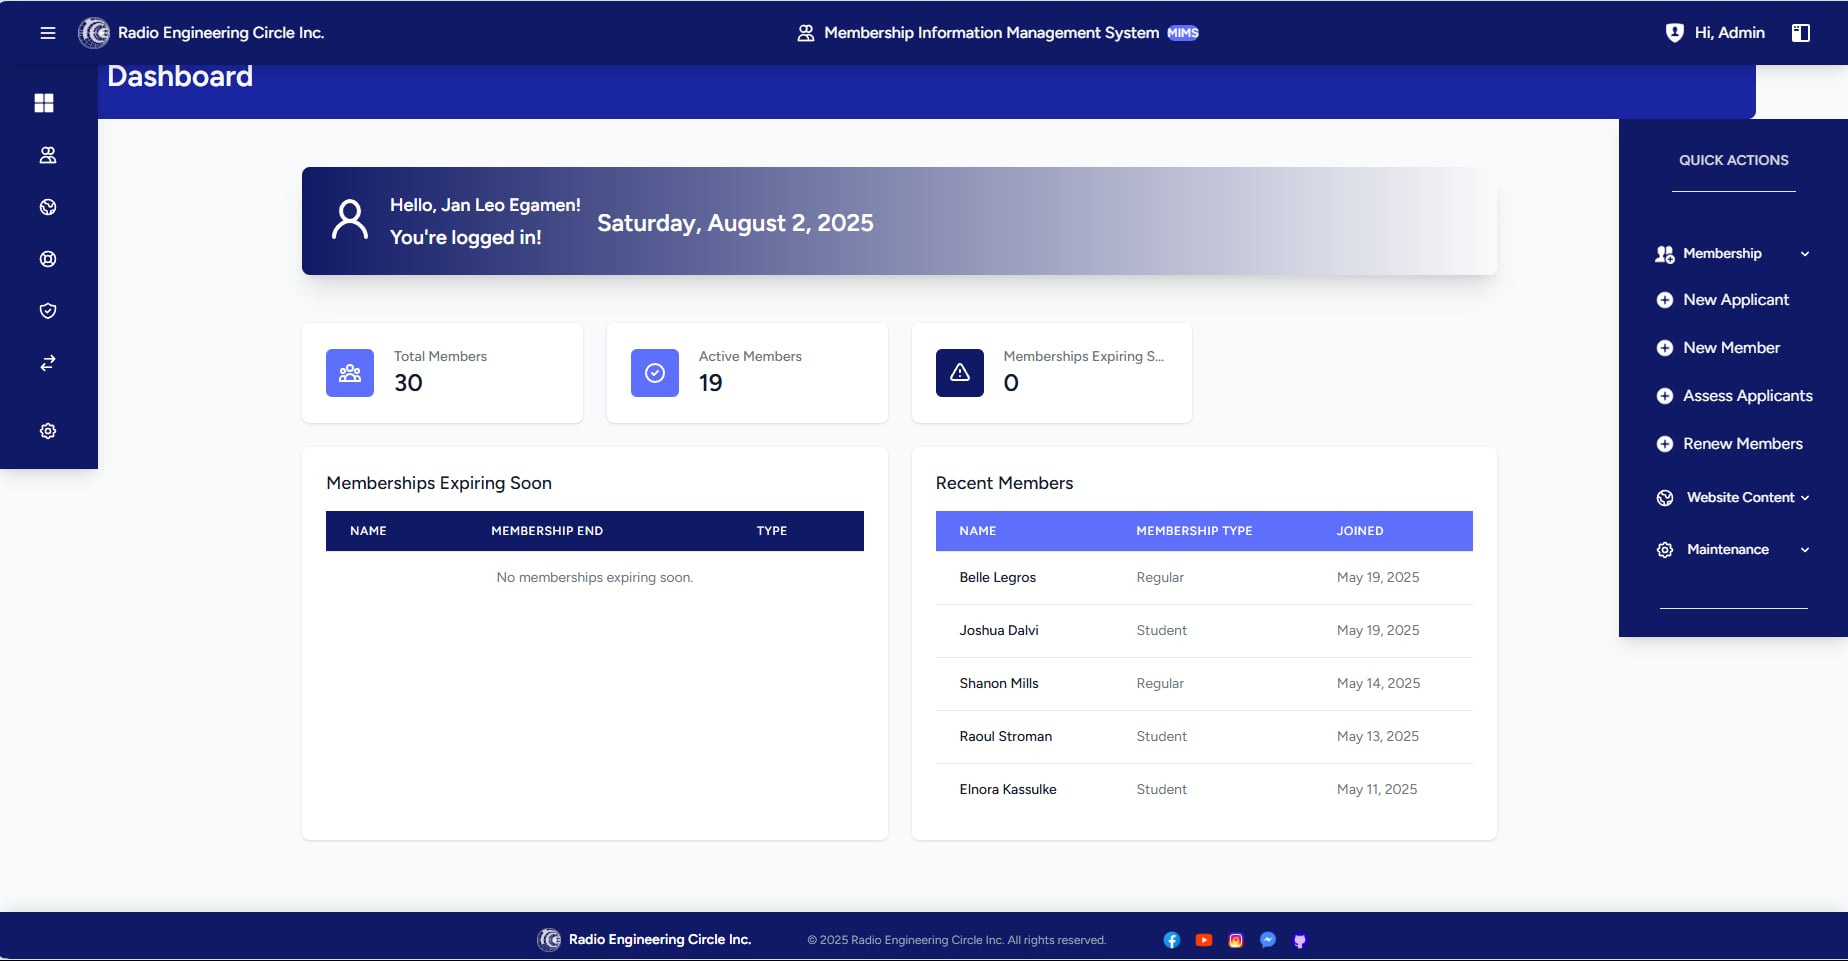 Radio Engineering Circle Inc.
Membership Information Management System MIMS
Hi, Admin
Dashboard
Hello, Jan Leo Egamen!
You're logged in!
Saturday, August 2, 2025
Total Members
30
Active Members
19
Memberships Expiring S...
0
Memberships Expiring Soon
NAME MEMBERSHIP END TYPE
No memberships expiring soon.
Recent Members
NAME MEMBERSHIP TYPE JOINED
Belle Legros Regular May 19, 2025
Joshua Dalvi Student May 19, 2025
Shanon Mills Regular May 14, 2025
Raoul Stroman Student May 13, 2025
Elnora Kassulke Student May 11, 2025
QUICK ACTIONS
Membership
New Applicant
New Member
Assess Applicants
Renew Members
Website Content
Maintenance
Radio Engineering Circle Inc.
© 2025 Radio Engineering Circle Inc. All rights reserved.